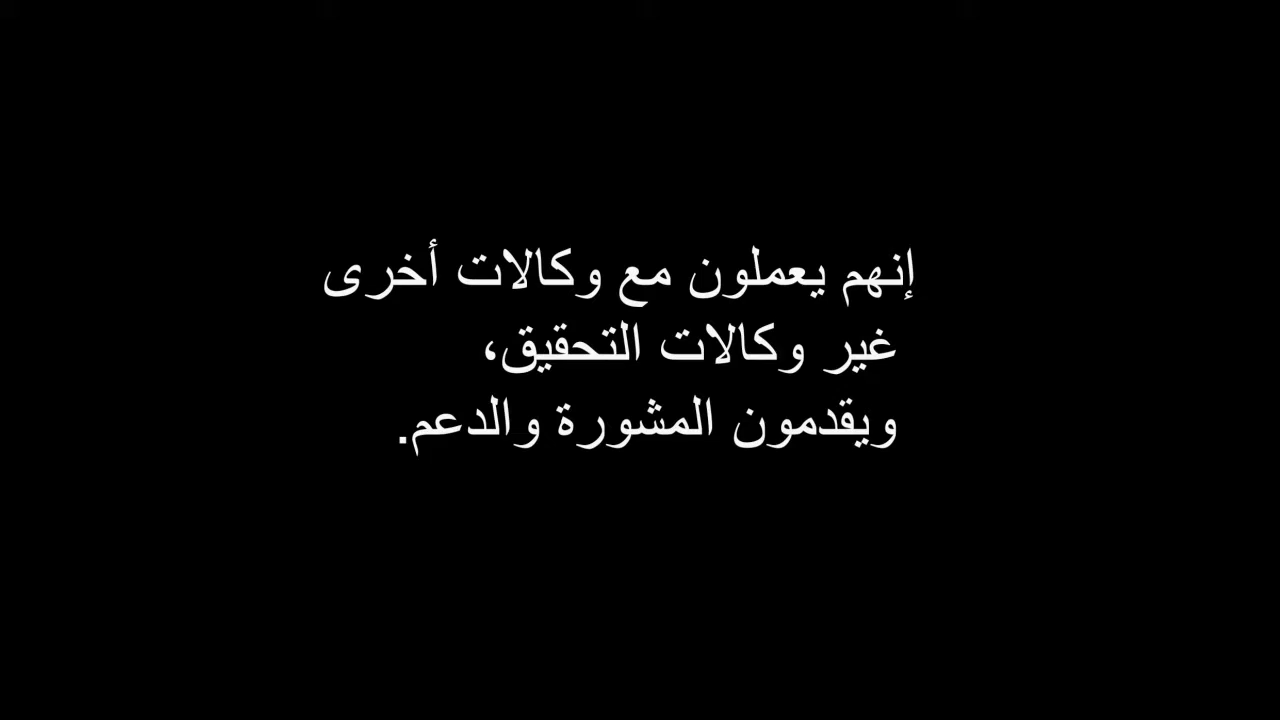 إنهم يعملون مع وكالات أخرى
غير وكالات التحقيق،
ويقدمون المشورة والدعم.